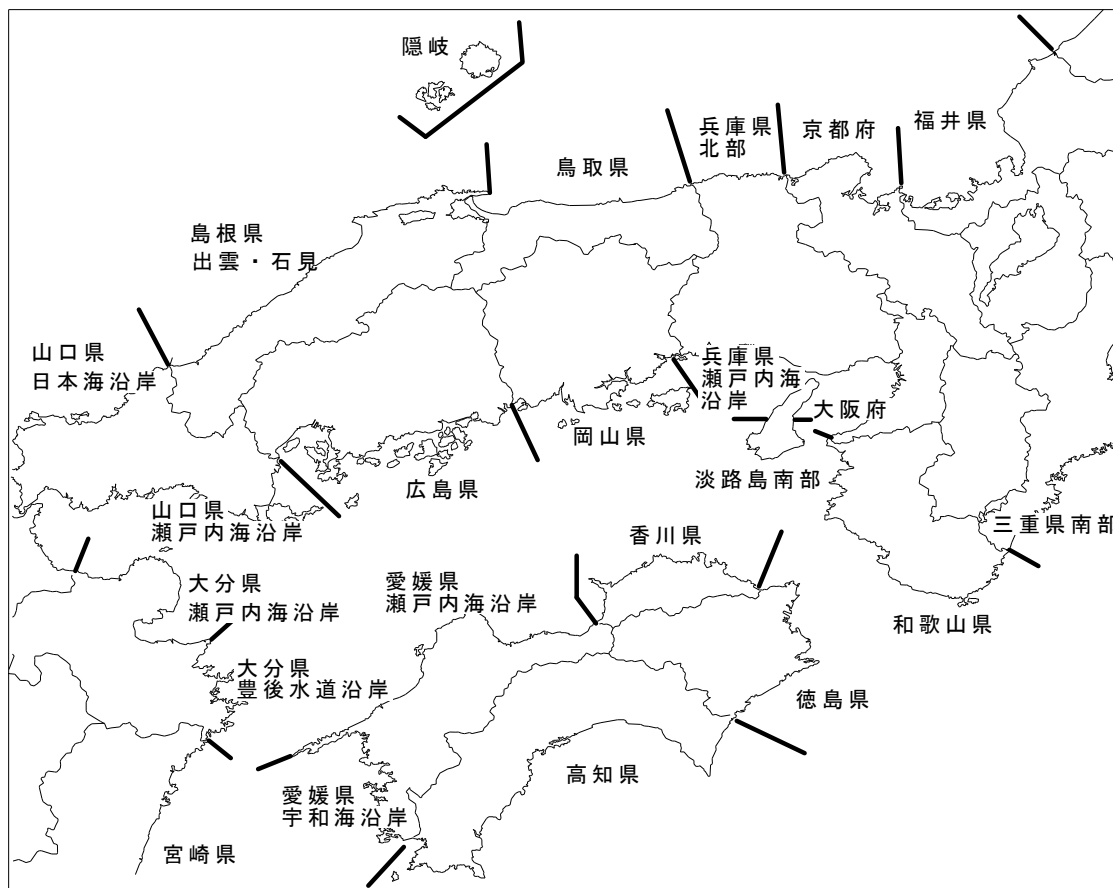 隠岐
兵庫県
北部
京都府
福井県
鳥取県
島根県
出雲・石見
山口県
日本海沿岸
兵庫県
瀬戸内海
沿岸
大阪府
岡山県
広島県
淡路島南部
山口県
瀬戸内海沿岸
三重県南部
香川県
大分県
瀬戸内海沿岸
愛媛県
瀬戸内海沿岸
和歌山県
大分県
豊後水道沿岸
徳島県
高知県
愛媛県
宇和海沿岸
宮崎県